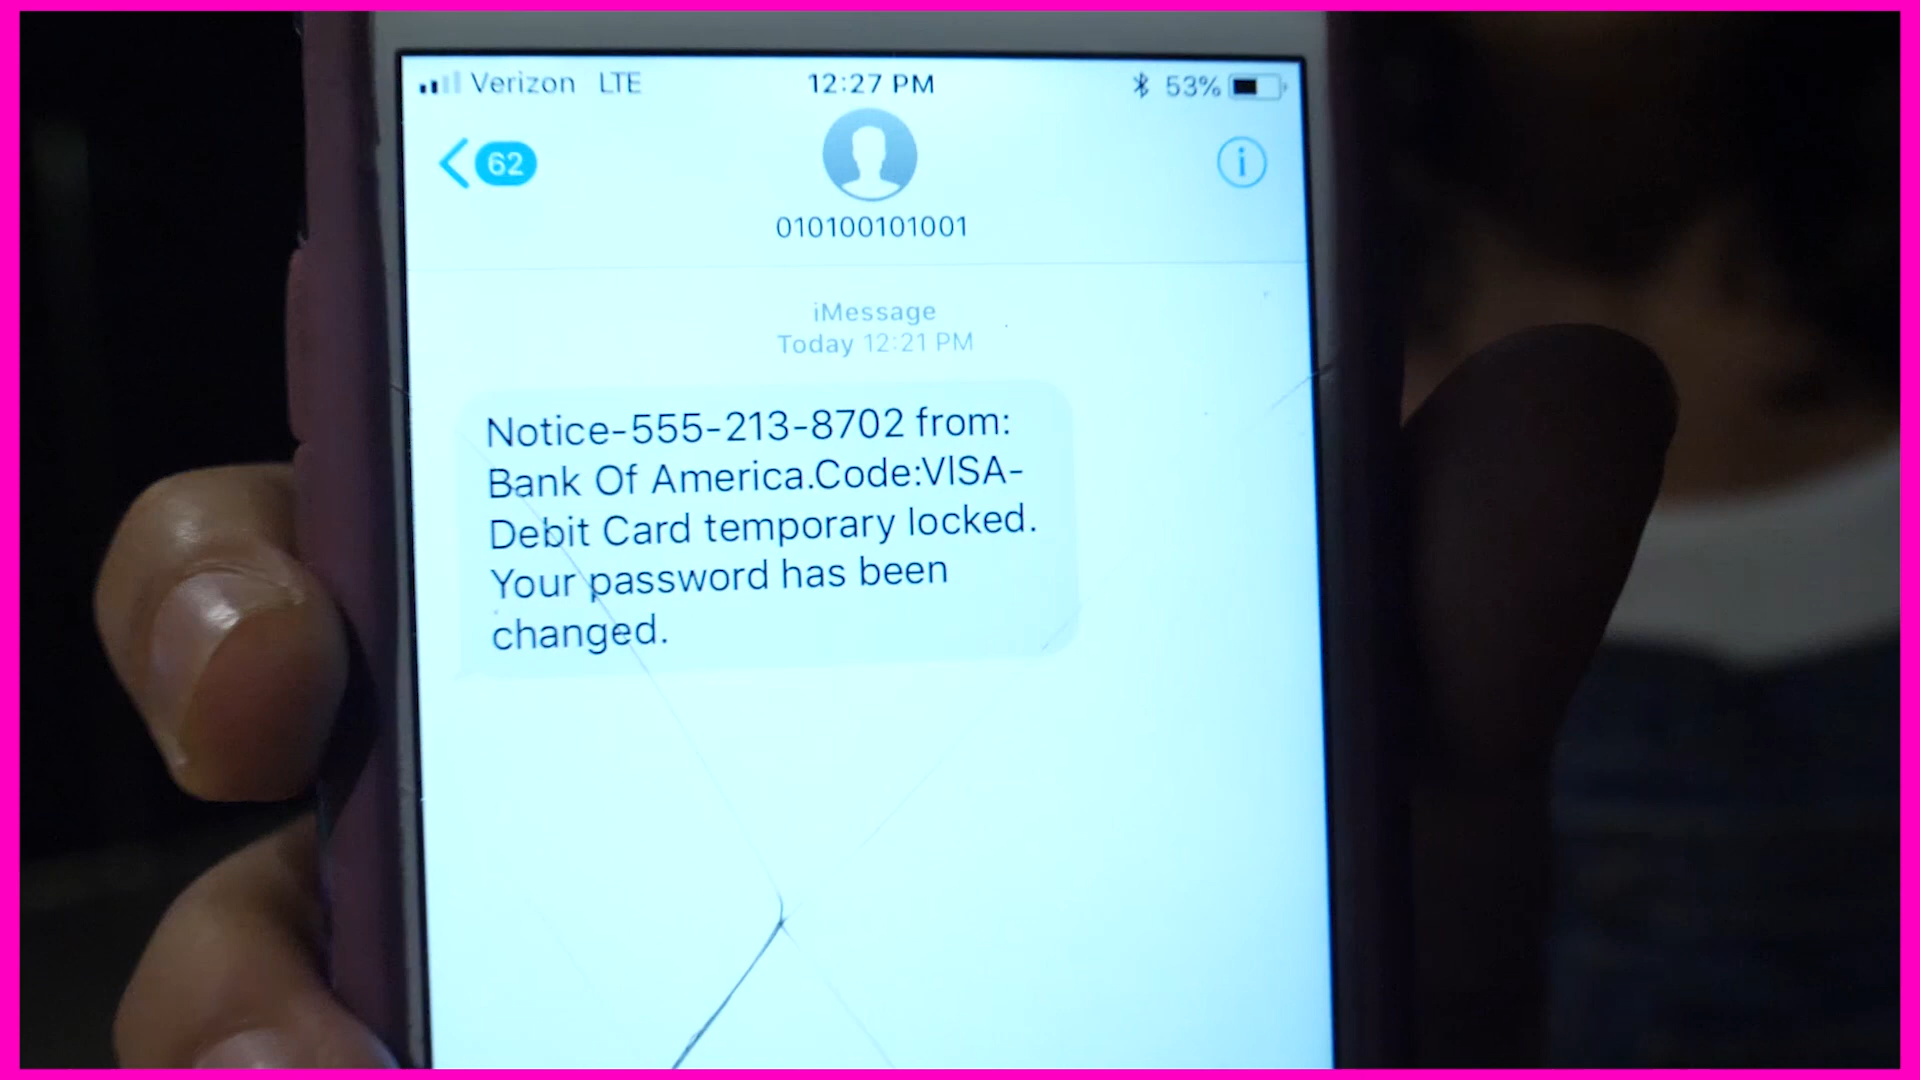 Verizon LTE 12:27 PM 53%
62
010100101001
iMessage
Today 12:21 PM
Notice-555-213-8702 from:
Bank Of America.Code:VISA-
Debit Card temporary locked.
Your password has been
changed.